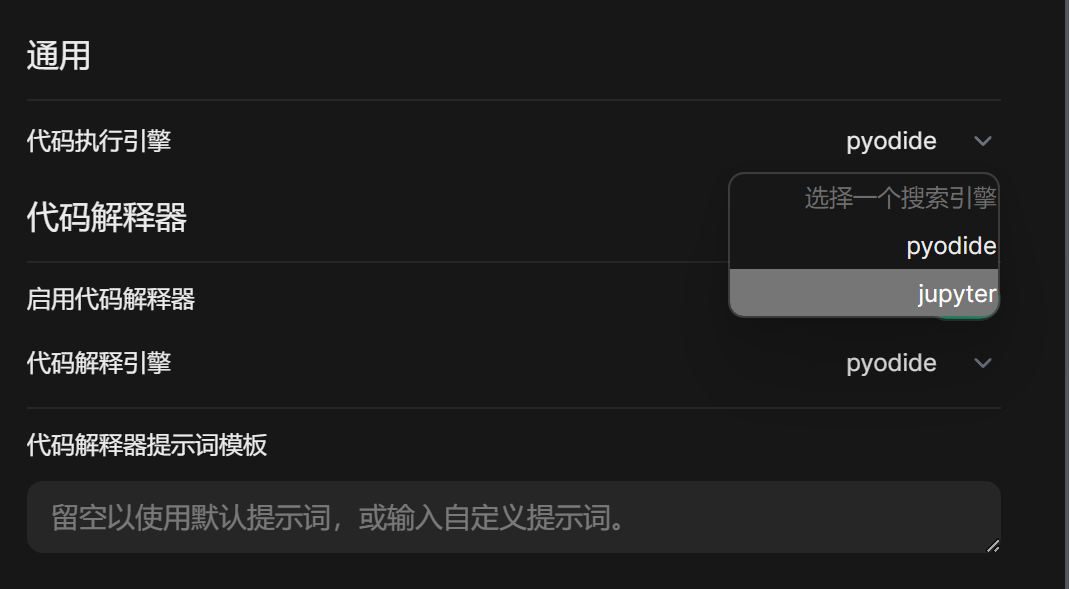 通用
代码执行引擎
pyodide
选择一个搜索引擎
pyodide
jupyter
代码解释器
启用代码解释器
代码解释引擎
pyodide
代码解释器提示词模板
留空以使用默认提示词，或输入自定义提示词。